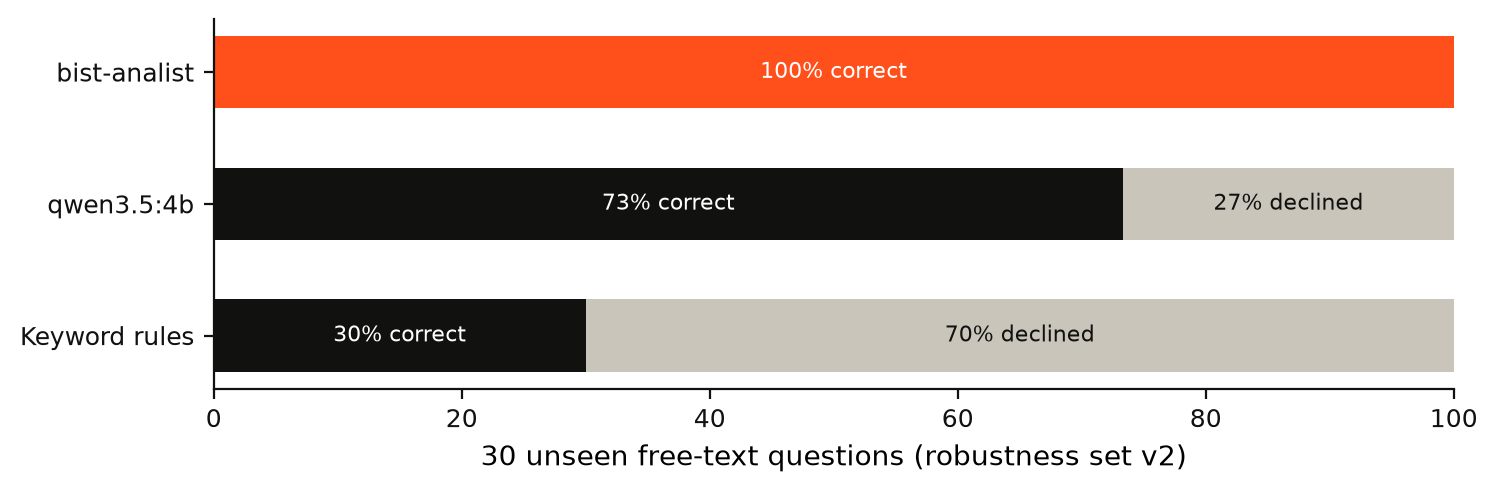 bist-analist
100% correct
qwen3.5:4b
73% correct
27% declined
Keyword rules
30% correct
70% declined
0 20 40 60 80 100
30 unseen free-text questions (robustness set v2)